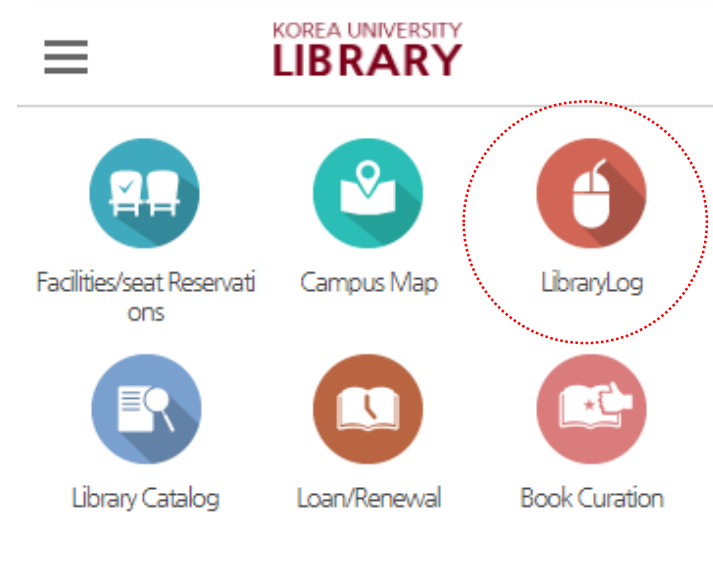 KOREA UNIVERSITY
LIBRARY
Facilities/seat Reservati
ons
Campus Map
LibraryLog
Library Catalog
Loan/Renewal
Book Curation